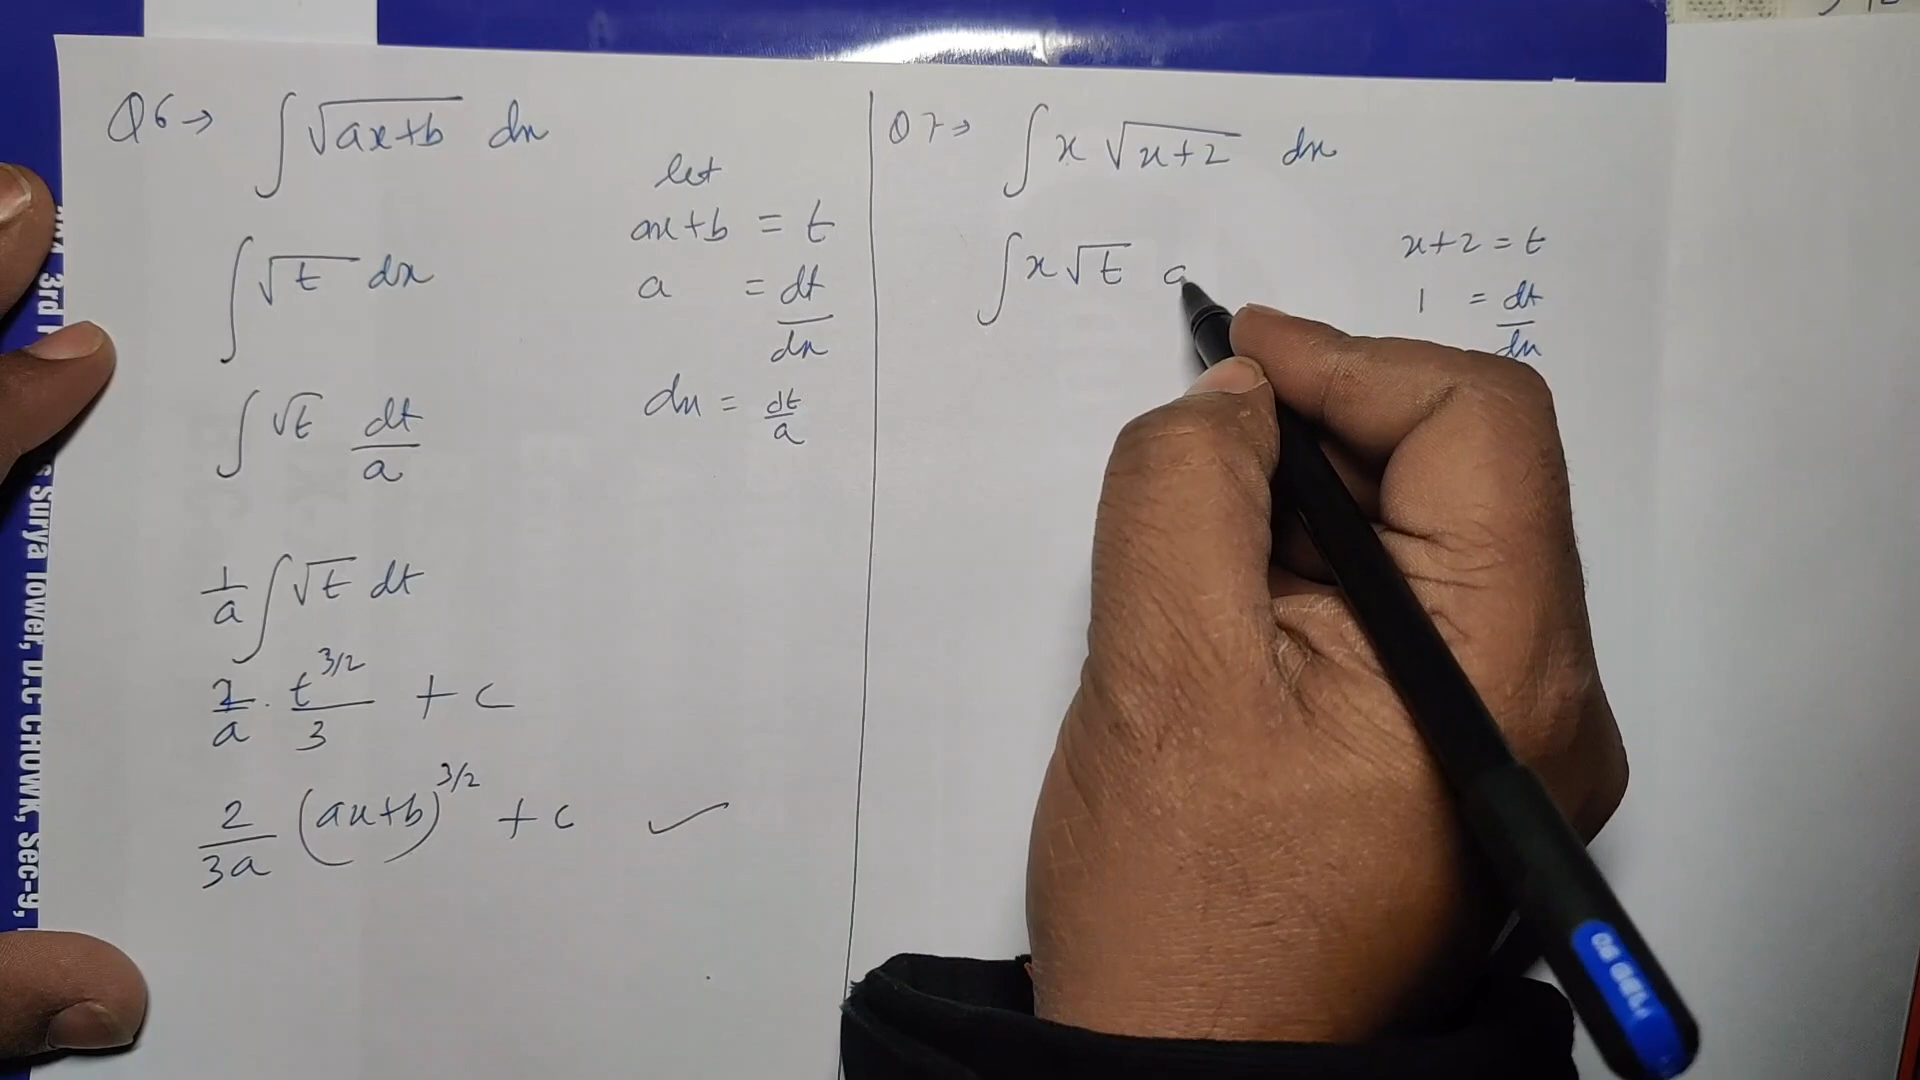 Q6→ ∫√ax+b dx
let
ax+b = t
∫√t dx
a = dt/dx
∫√t dt/a
dx = dt/a
1/a ∫√t dt
2/a · t^3/2 / 3 + c
2/3a (ax+b)^3/2 + c ✓
Q7→ ∫x√x+2 dx
∫x√t
x+2 = t
1 = dt/dx
3rd
s Surya Tower, D.C CHOWK, Sec-9,